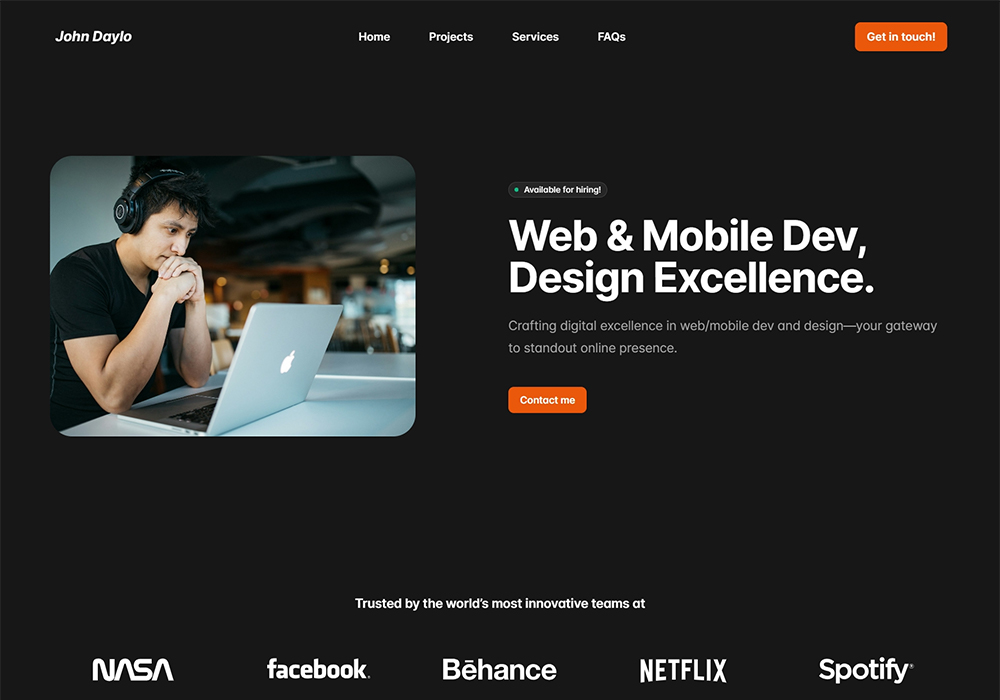 John Daylo
Home
Projects
Services
FAQs
Get in touch!
Available for hiring!
Web & Mobile Dev,
Design Excellence.
Crafting digital excellence in web/mobile dev and design—your gateway
to standout online presence.
Contact me
Trusted by the world's most innovative teams at
NASA
facebook.
Bēhance
NETFLIX
Spotify®